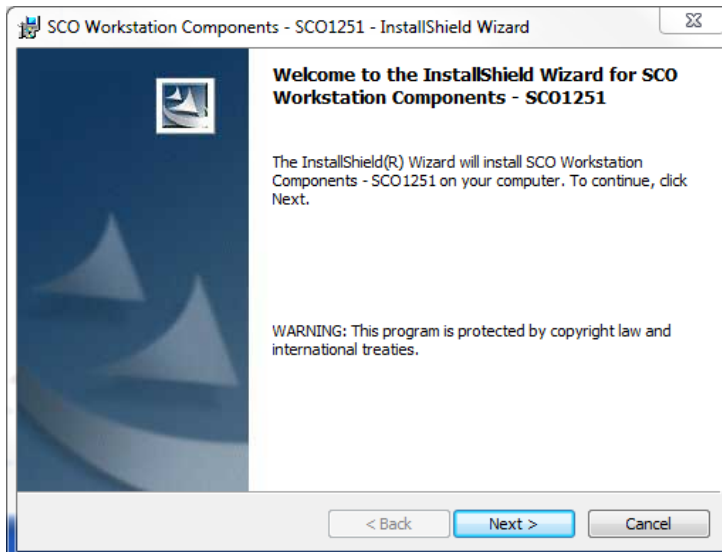 SCO Workstation Components - SCO1251 - InstallShield Wizard
Welcome to the InstallShield Wizard for SCO
Workstation Components - SCO1251
The InstallShield(R) Wizard will install SCO Workstation
Components - SCO1251 on your computer. To continue, click
Next.
WARNING: This program is protected by copyright law and
international treaties.
< Back Next > Cancel